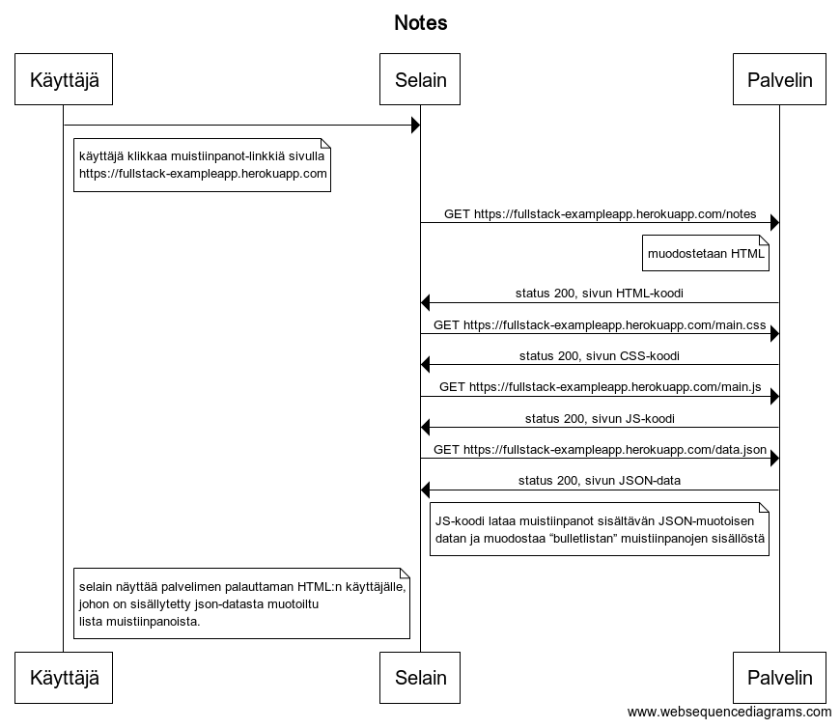 Notes
Käyttäjä
Selain
Palvelin
käyttäjä klikkaa muistiinpanot-linkkiä sivulla
https://fullstack-exampleapp.herokuapp.com
GET https://fullstack-exampleapp.herokuapp.com/notes
muodostetaan HTML
status 200, sivun HTML-koodi
GET https://fullstack-exampleapp.herokuapp.com/main.css
status 200, sivun CSS-koodi
GET https://fullstack-exampleapp.herokuapp.com/main.js
status 200, sivun JS-koodi
GET https://fullstack-exampleapp.herokuapp.com/data.json
status 200, sivun JSON-data
JS-koodi lataa muistiinpanot sisältävän JSON-muotoisen
datan ja muodostaa "bulletlistan" muistiinpanojen sisällöstä
selain näyttää palvelimen palauttaman HTML:n käyttäjälle,
johon on sisällytetty json-datasta muotoiltu
lista muistiinpanoista.
Käyttäjä
Selain
Palvelin
www.websequencediagrams.com